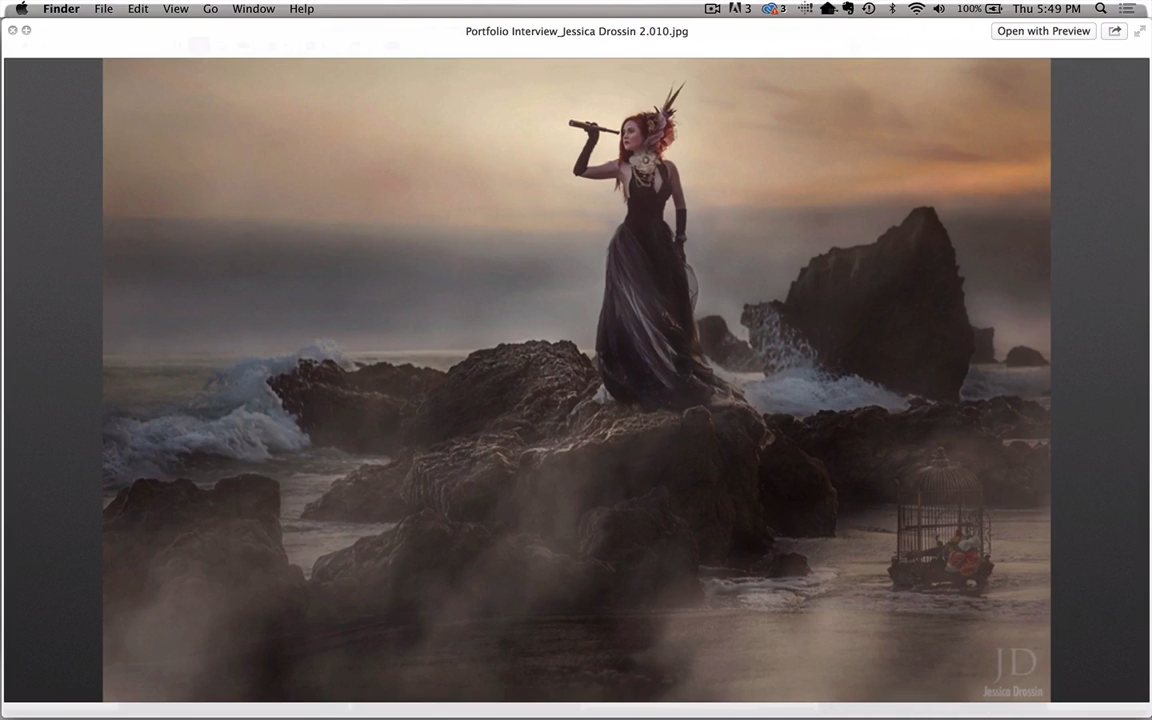 Finder File Edit View Go Window Help 3 3 100% Thu 5:49 PM
Portfolio Interview_Jessica Drossin 2.010.jpg Open with Preview
JD
Jessica Drossin